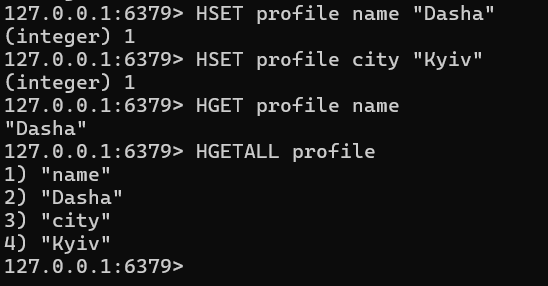 127.0.0.1:6379> HSET profile name "Dasha"
(integer) 1
127.0.0.1:6379> HSET profile city "Kyiv"
(integer) 1
127.0.0.1:6379> HGET profile name
"Dasha"
127.0.0.1:6379> HGETALL profile
1) "name"
2) "Dasha"
3) "city"
4) "Kyiv"
127.0.0.1:6379>